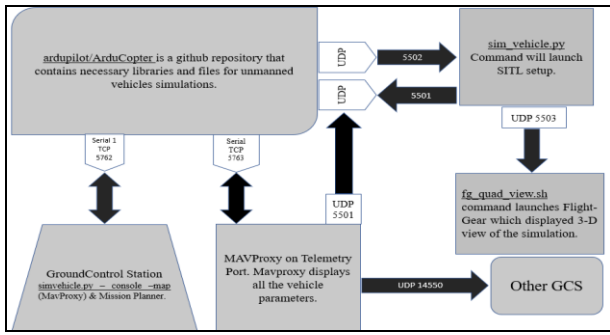 ardupilot/ArduCopter is a github repository that
contains necessary libraries and files for unmanned
vehicles simulations.
UDP
5502
sim_vehicle.py
Command will launch
SITL setup.
UDP
5501
UDP 5503
Serial 1
TCP
5762
Serial
TCP
5763
UDP
5501
fg_quad_view.sh
command launches Flight-
Gear which displayed 3-D
view of the simulation.
GroundControl Station
simvehicle.py – console –map
(MavProxy) & Mission Planner.
MAVProxy on Telemetry
Port. Mavproxy displays
all the vehicle
parameters.
UDP 14550
Other GCS